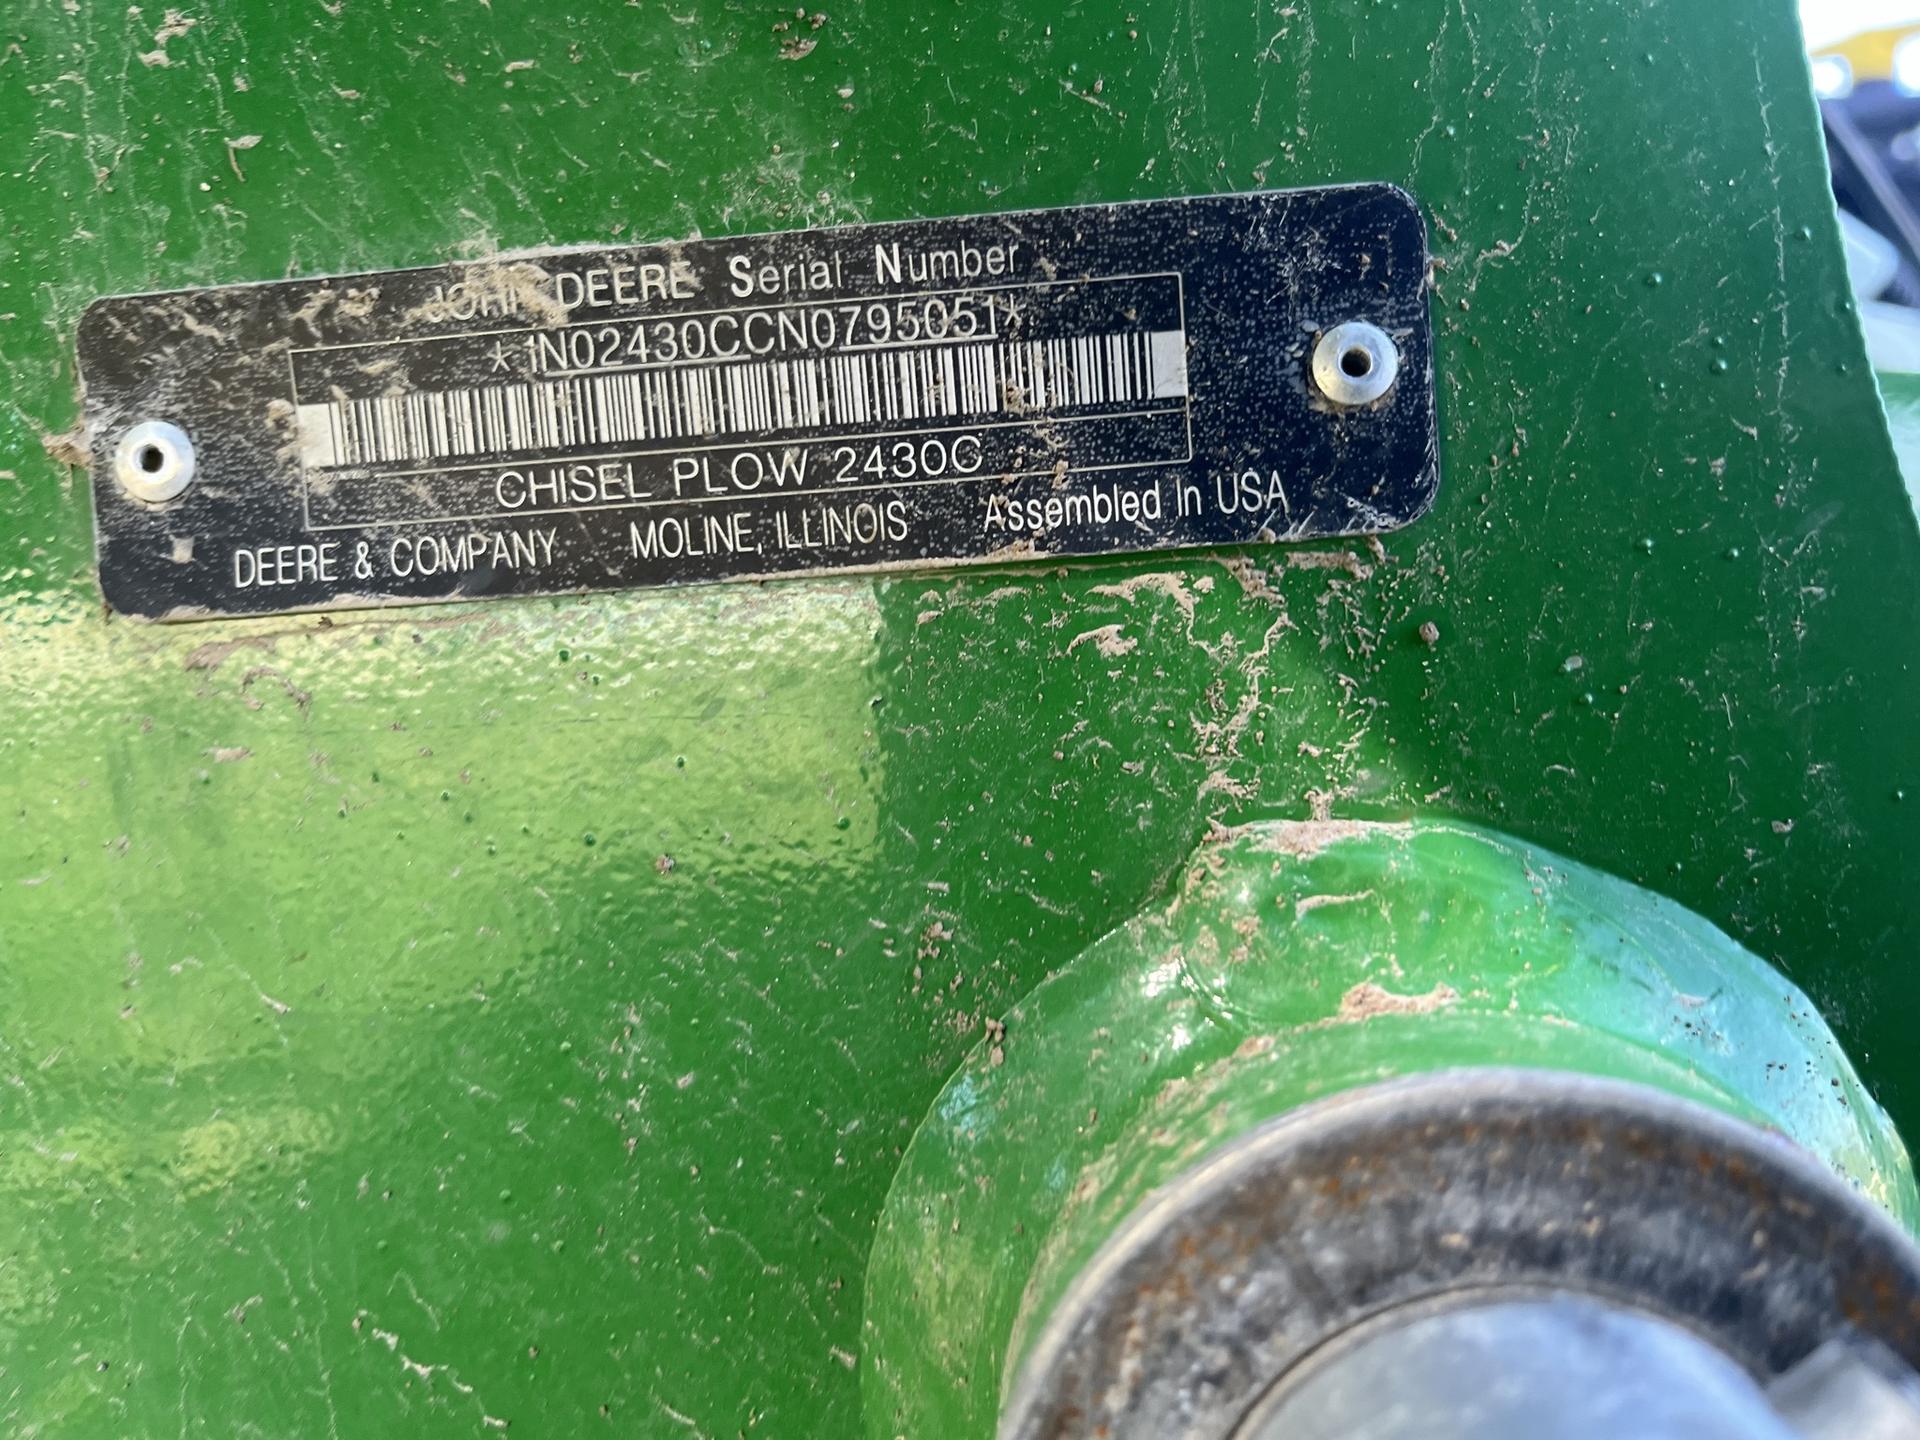 JOHN DEERE Serial Number
*1N02430CCN0795051*
CHISEL PLOW 2430C
DEERE & COMPANY MOLINE, ILLINOIS Assembled In USA